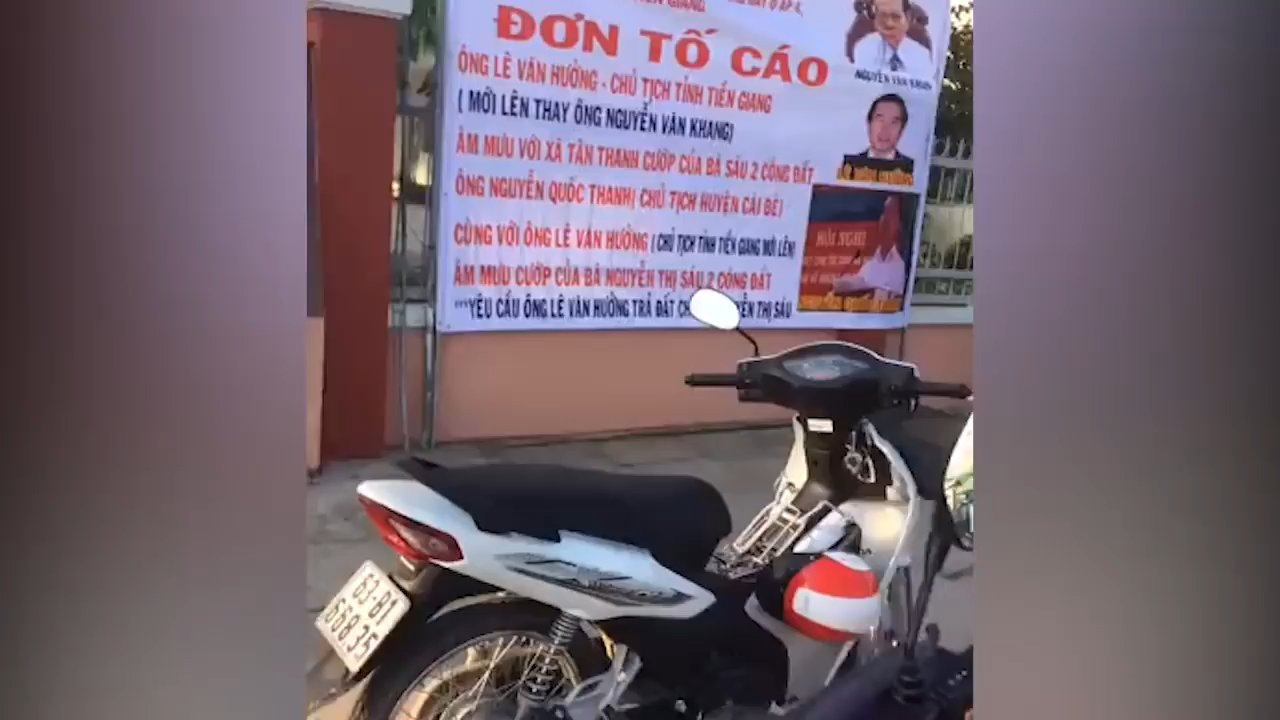 ĐƠN TỐ CÁO
ÔNG LÊ VĂN HƯỞNG - CHỦ TỊCH TỈNH TIỀN GIANG
( MỚI LÊN THAY ÔNG NGUYỄN VĂN KHANG)
ÂM MƯU VỚI XÃ TÂN THANH CƯỚP CỦA BÀ SÁU 2 CÔNG ĐẤT
ÔNG NGUYỄN QUỐC THANH( CHỦ TỊCH HUYỆN CÁI BÈ)
CÙNG VỚI ÔNG LÊ VĂN HƯỞNG ( CHỦ TỊCH TỈNH TIỀN GIANG MỚI LÊN)
ÂM MƯU CƯỚP CỦA BÀ NGUYỄN THỊ SÁU 2 CÔNG ĐẤT
***YÊU CẦU ÔNG LÊ VĂN HƯỞNG TRẢ ĐẤT THỊ SÁU
NGUYỄN VĂN KHANG
HỘI NGHỊ
63-B1
668.35